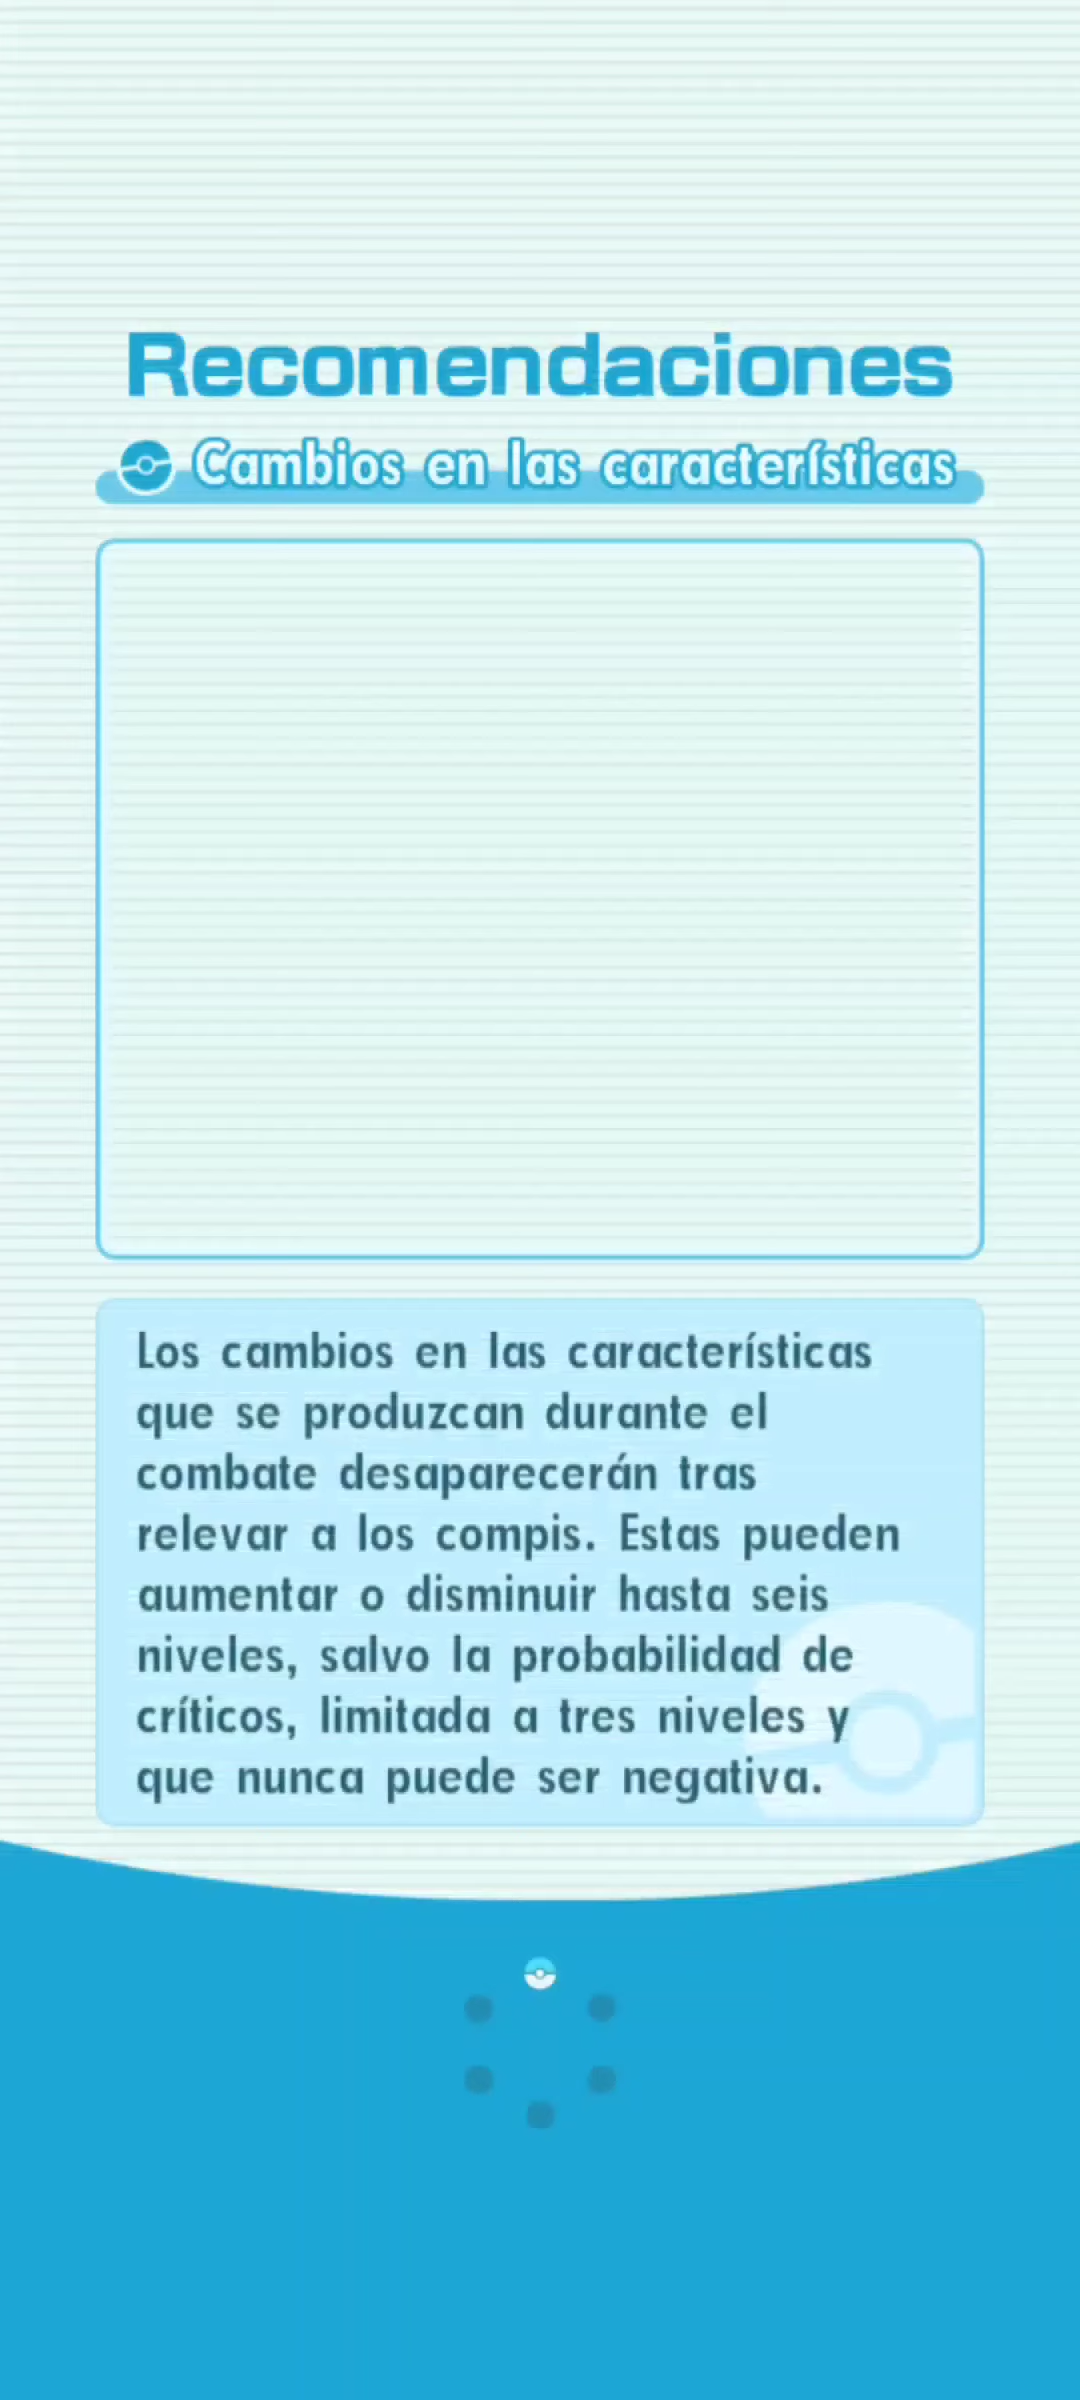 Recomendaciones
Cambios en las características
Los cambios en las características
que se produzcan durante el
combate desaparecerán tras
relevar a los compis. Estas pueden
aumentar o disminuir hasta seis
niveles, salvo la probabilidad de
críticos, limitada a tres niveles y
que nunca puede ser negativa.